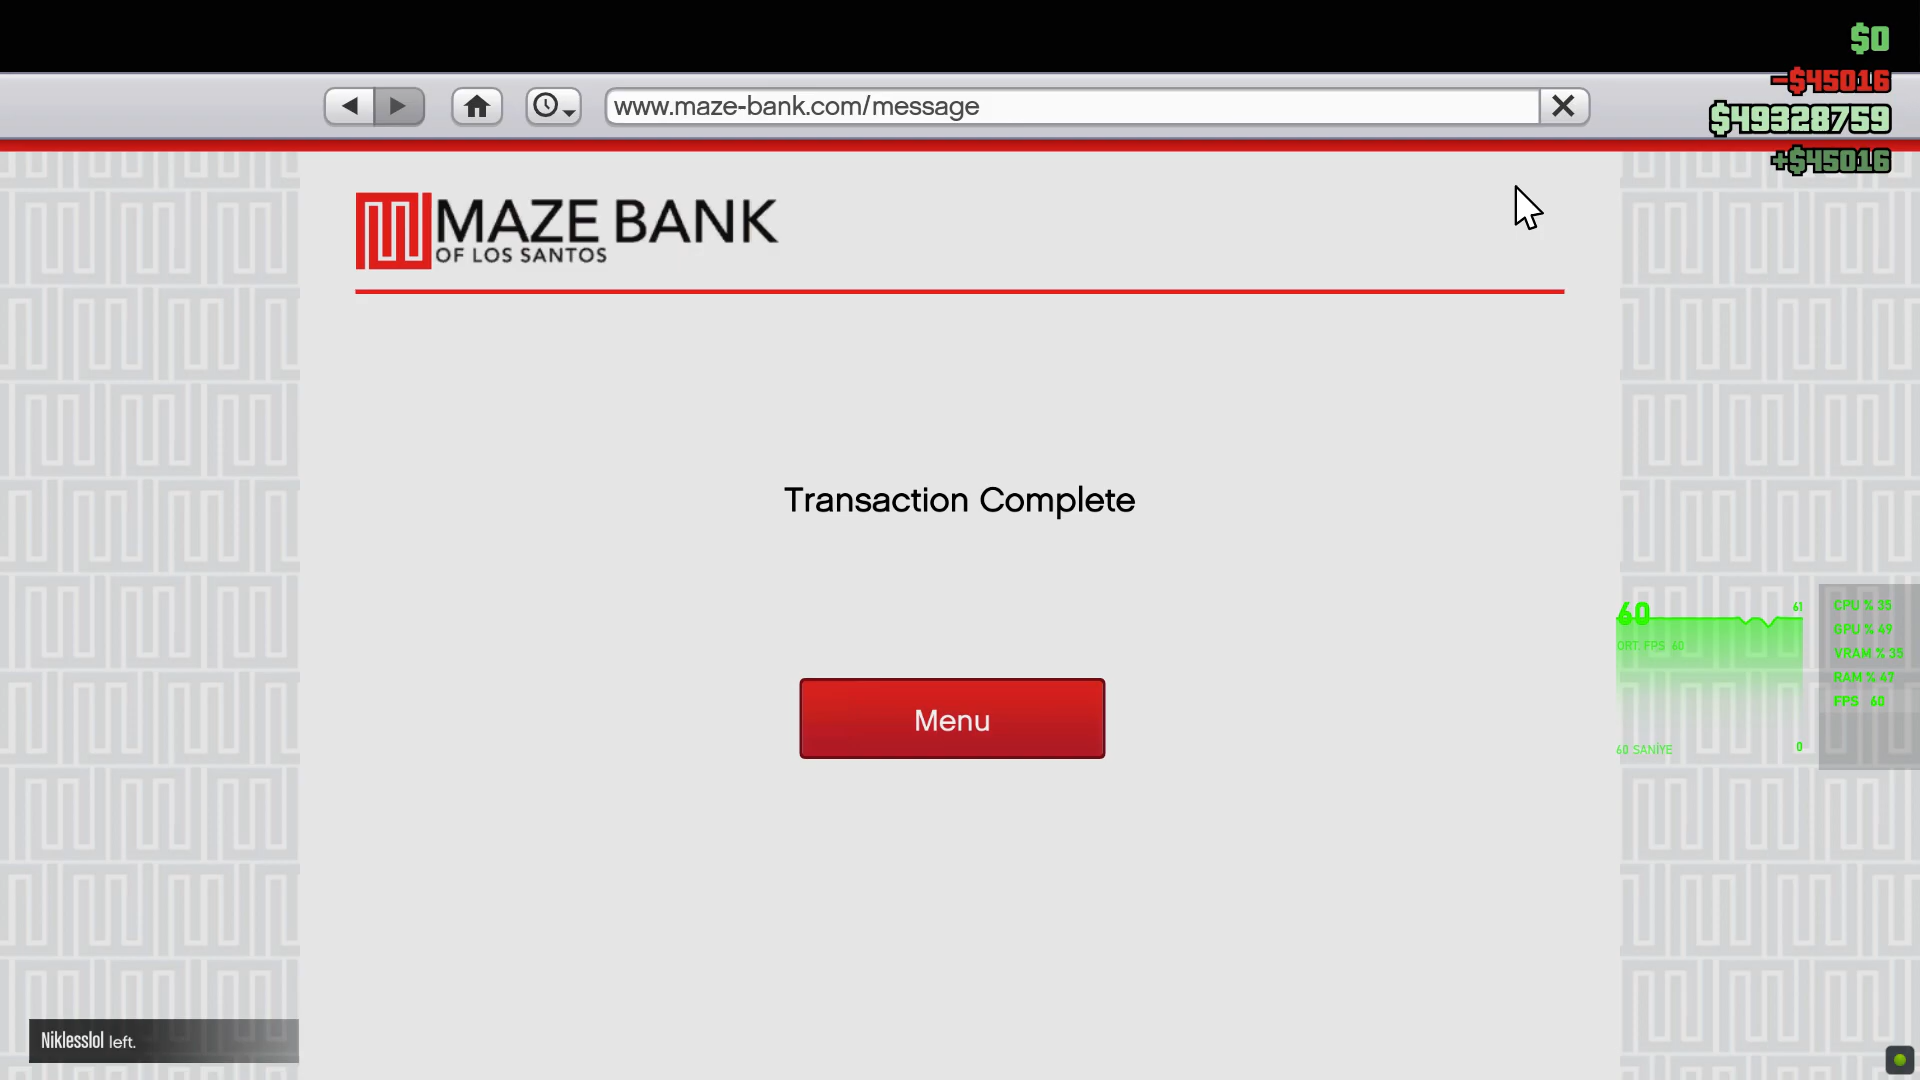 $0
-$45016
www.maze-bank.com/message
$49328759
+$45016
MAZE BANK
OF LOS SANTOS
Transaction Complete
Menu
60
61
ORT. FPS 60
60 SANİYE
0
CPU % 35
GPU % 49
VRAM % 35
RAM % 47
FPS 60
Niklesslol left.